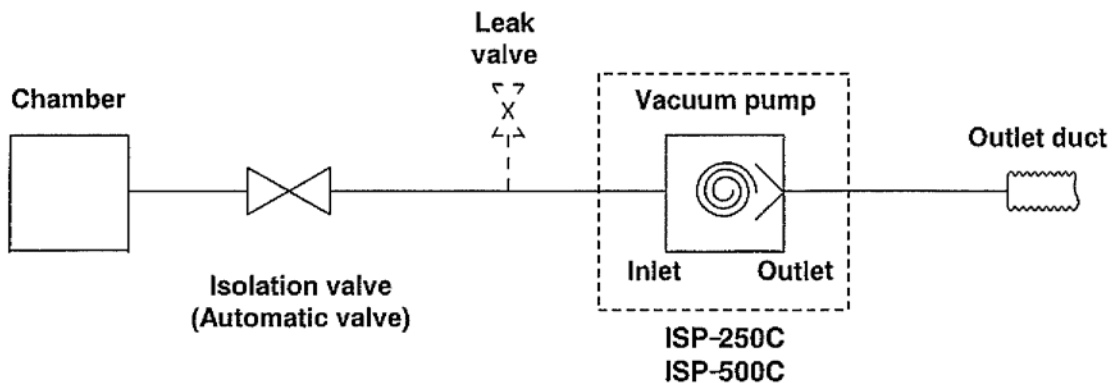 Leak
valve
Chamber
Vacuum pump
Outlet duct
Inlet
Outlet
Isolation valve
(Automatic valve)
ISP-250C
ISP-500C